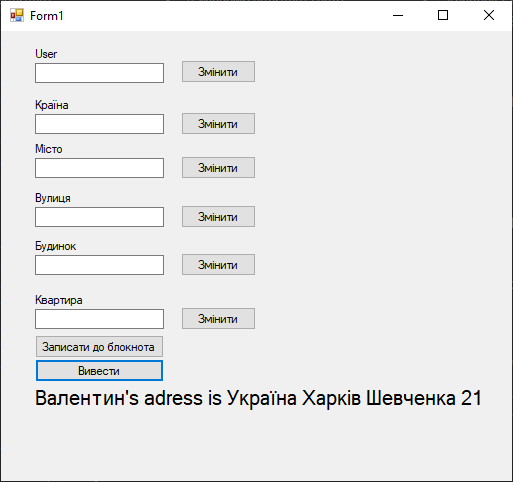 Form1
User
Змінити
Країна
Змінити
Місто
Змінити
Вулиця
Змінити
Будинок
Змінити
Квартира
Змінити
Записати до блокнота
Вивести
Валентин's adress is Україна Харків Шевченка 21